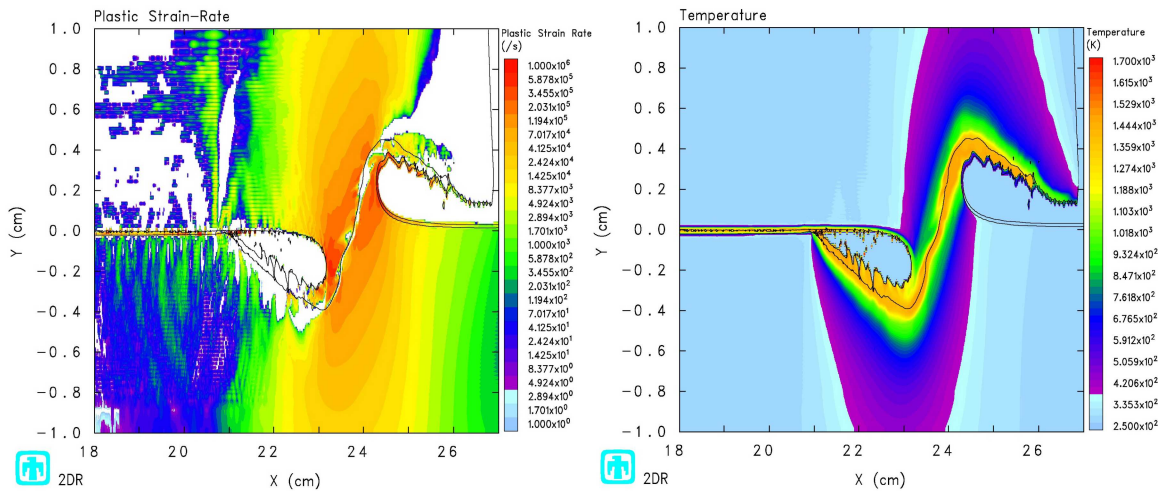 Plastic Strain-Rate
Plastic Strain Rate
(/s)
1.000x10⁶
5.878x10⁵
3.455x10⁵
2.031x10⁵
1.194x10⁵
7.017x10⁴
4.125x10⁴
2.424x10⁴
1.425x10⁴
8.377x10³
4.924x10³
2.894x10³
1.701x10³
1.000x10³
5.878x10²
3.455x10²
2.031x10²
1.194x10²
7.017x10¹
4.125x10¹
2.424x10¹
1.425x10¹
8.377x10⁰
4.924x10⁰
2.894x10⁰
1.701x10⁰
1.000x10⁰
1.0
0.8
0.6
0.4
0.2
0.0
-0.2
-0.4
-0.6
-0.8
-1.0
Y (cm)
18 20 22 24 26
X (cm)
2DR
Temperature
Temperature
(K)
1.700x10³
1.615x10³
1.529x10³
1.444x10³
1.359x10³
1.274x10³
1.188x10³
1.103x10³
1.018x10³
9.324x10²
8.471x10²
7.618x10²
6.765x10²
5.912x10²
5.059x10²
4.206x10²
3.353x10²
2.500x10²
1.0
0.8
0.6
0.4
0.2
0.0
-0.2
-0.4
-0.6
-0.8
-1.0
Y (cm)
18 20 22 24 26
X (cm)
2DR